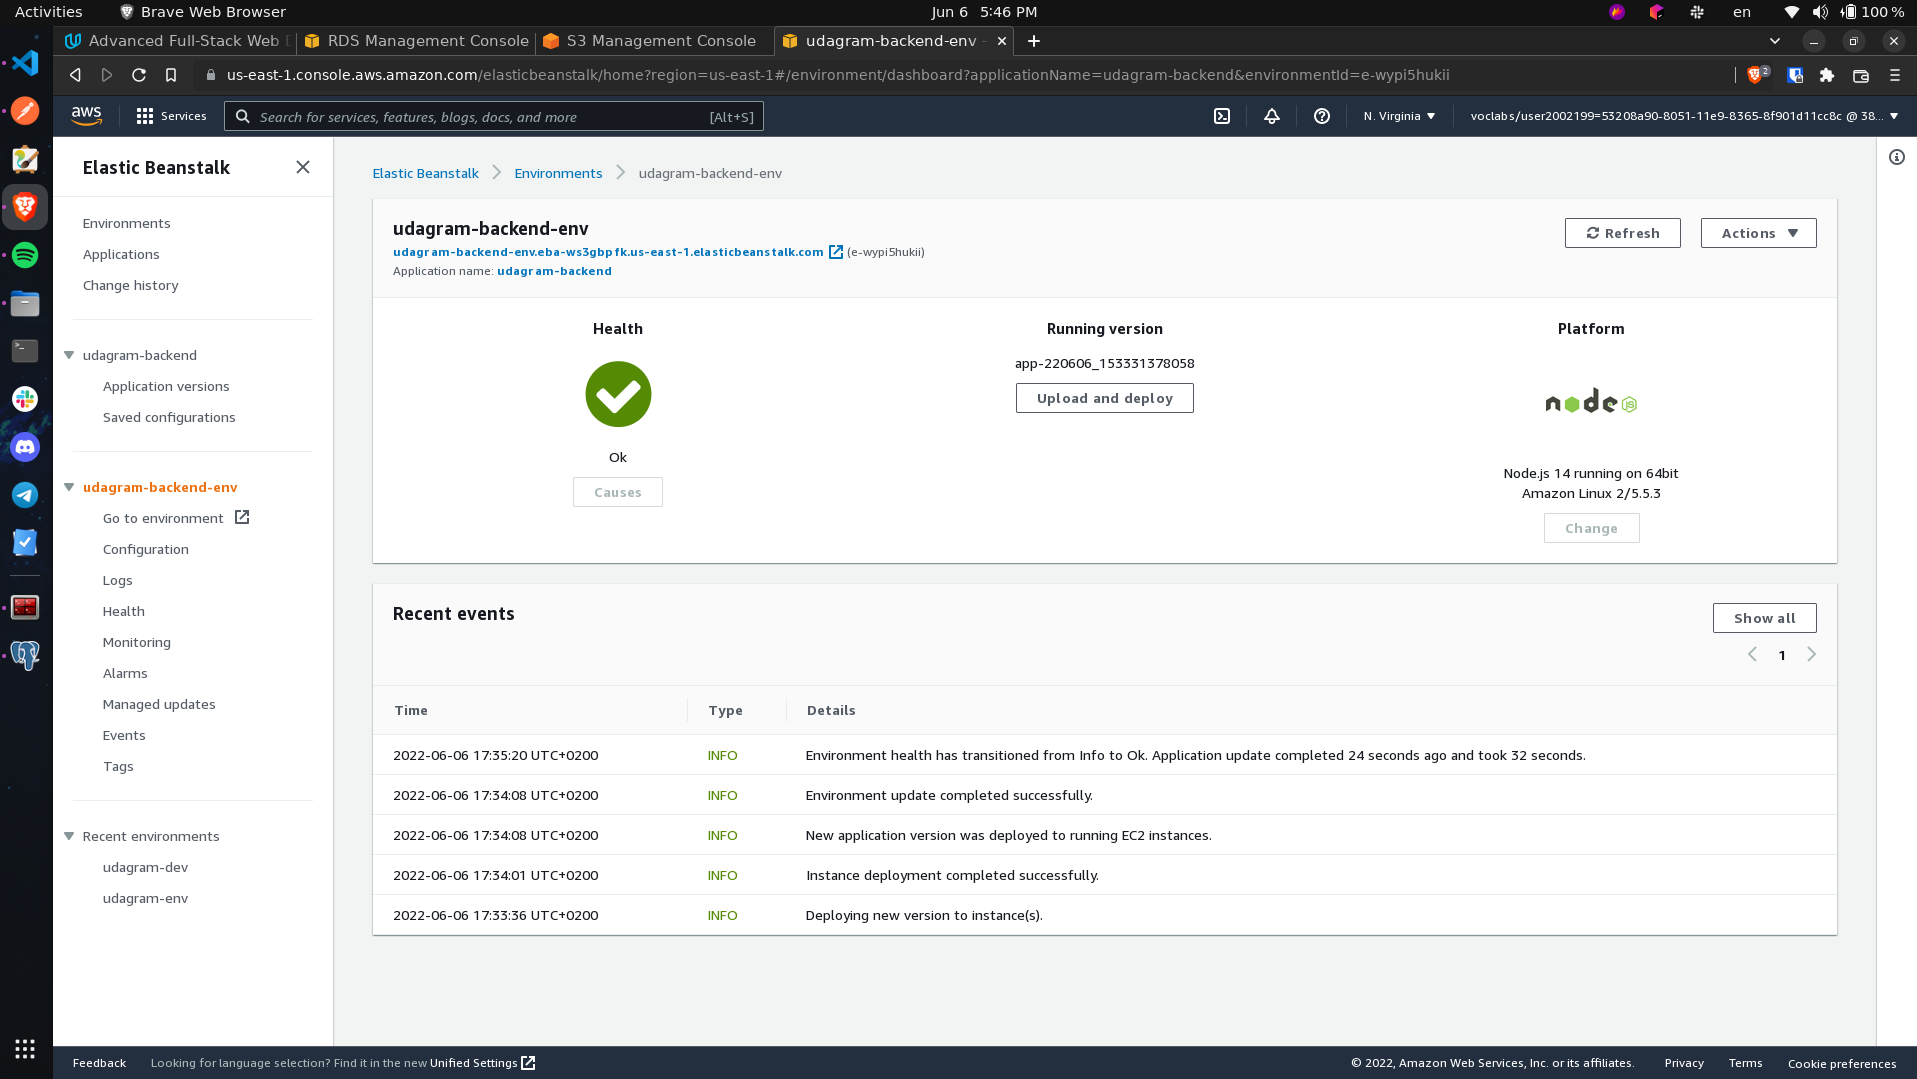 Activities
Brave Web Browser
Jun 6 5:46 PM
en
100 %
Advanced Full-Stack Web D
RDS Management Console
S3 Management Console
udagram-backend-env -
us-east-1.console.aws.amazon.com/elasticbeanstalk/home?region=us-east-1#/environment/dashboard?applicationName=udagram-backend&environmentId=e-wypi5hukii
2
aws
Services
Search for services, features, blogs, docs, and more
[Alt+S]
N. Virginia
voclabs/user2002199=53208a90-8051-11e9-8365-8f901d11cc8c @ 38...
Elastic Beanstalk
Environments
Applications
Change history
udagram-backend
Application versions
Saved configurations
udagram-backend-env
Go to environment
Configuration
Logs
Health
Monitoring
Alarms
Managed updates
Events
Tags
Recent environments
udagram-dev
udagram-env
Elastic Beanstalk
Environments
udagram-backend-env
udagram-backend-env
udagram-backend-env.eba-ws3gbpfk.us-east-1.elasticbeanstalk.com (e-wypi5hukii)
Application name: udagram-backend
Refresh
Actions
Health
Ok
Causes
Running version
app-220606_153331378058
Upload and deploy
Platform
node
JS
Node.js 14 running on 64bit
Amazon Linux 2/5.5.3
Change
Recent events
Show all
1
Time Type Details
2022-06-06 17:35:20 UTC+0200 INFO Environment health has transitioned from Info to Ok. Application update completed 24 seconds ago and took 32 seconds.
2022-06-06 17:34:08 UTC+0200 INFO Environment update completed successfully.
2022-06-06 17:34:08 UTC+0200 INFO New application version was deployed to running EC2 instances.
2022-06-06 17:34:01 UTC+0200 INFO Instance deployment completed successfully.
2022-06-06 17:33:36 UTC+0200 INFO Deploying new version to instance(s).
Feedback
Looking for language selection? Find it in the new Unified Settings
© 2022, Amazon Web Services, Inc. or its affiliates.
Privacy
Terms
Cookie preferences